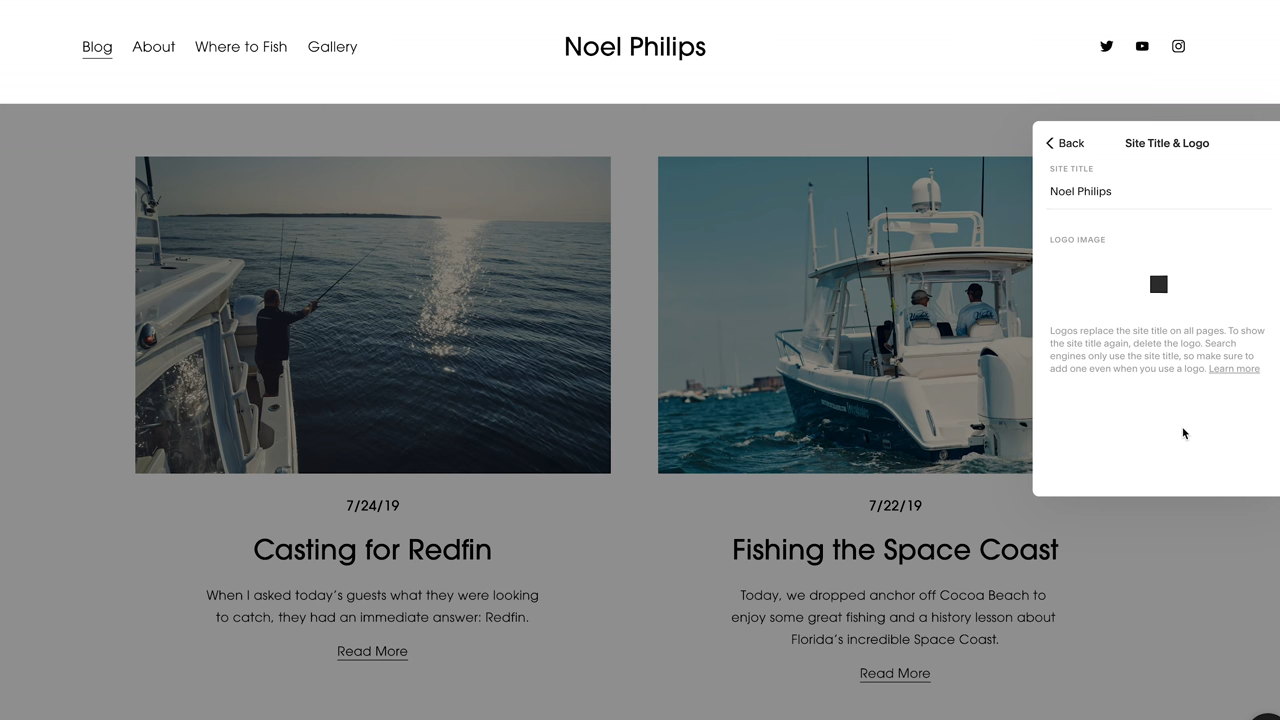 Blog About Where to Fish Gallery
Noel Philips
Back
Site Title & Logo
SITE TITLE
Noel Philips
LOGO IMAGE
Logos replace the site title on all pages. To show
the site title again, delete the logo. Search
engines only use the site title, so make sure to
add one even when you use a logo. Learn more
7/24/19
Casting for Redfin
When I asked today’s guests what they were looking
to catch, they had an immediate answer: Redfin.
Read More
7/22/19
Fishing the Space Coast
Today, we dropped anchor off Cocoa Beach to
enjoy some great fishing and a history lesson about
Florida’s incredible Space Coast.
Read More